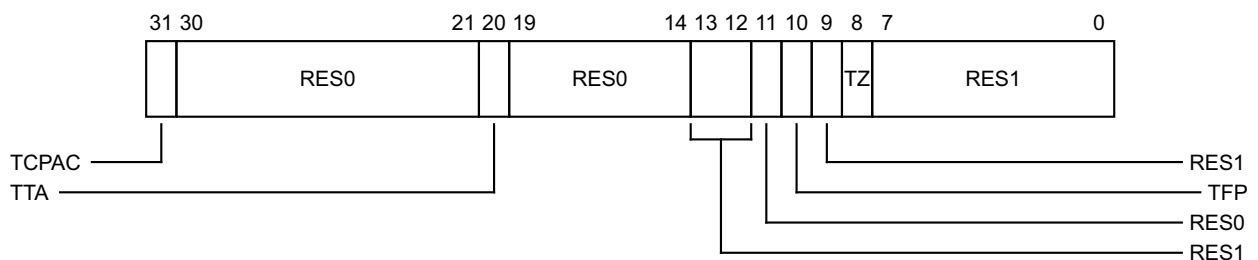 31 30 21 20 19 14 13 12 11 10 9 8 7 0
RES0 RES0 TZ RES1
TCPAC RES1
TTA TFP
RES0
RES1